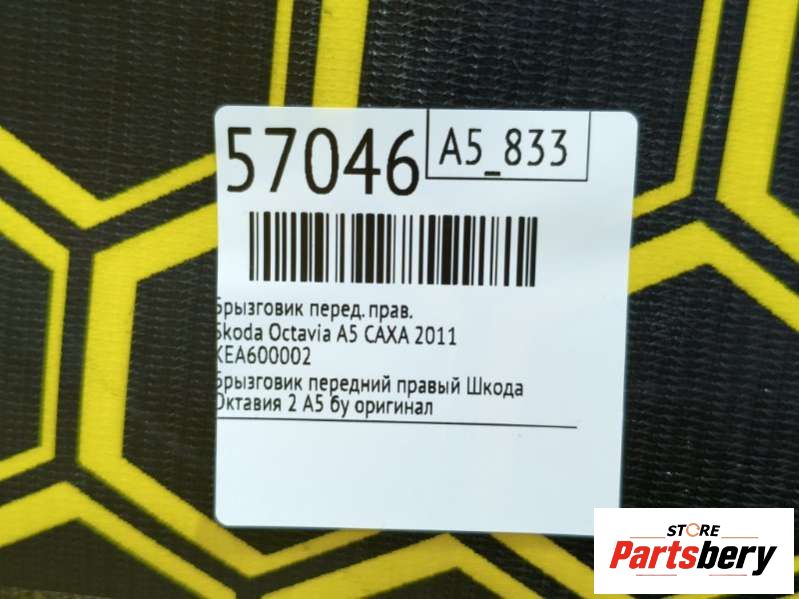 57046
A5_833
Брызговик перед. прав.
Skoda Octavia A5 CAXA 2011
KEA600002
Брызговик передний правый Шкода
Октавия 2 А5 бу оригинал
STORE
Partsbery